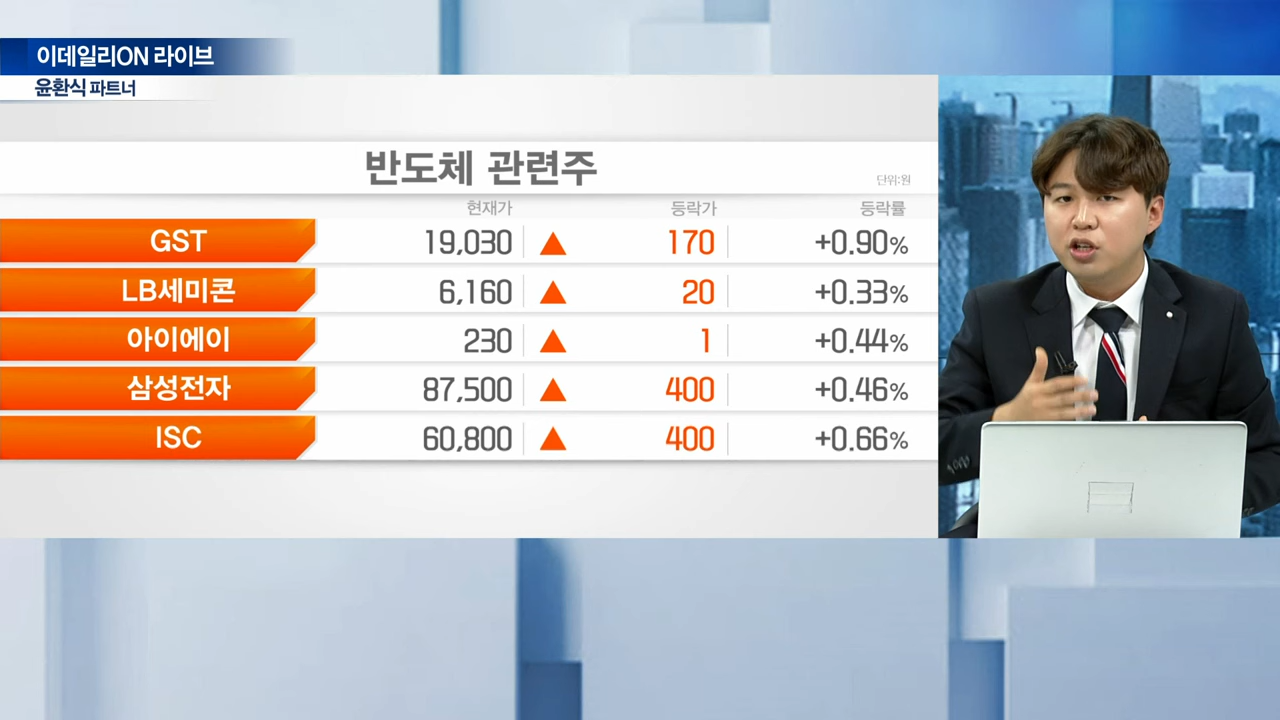 이데일리ON 라이브
윤환식 파트너
반도체 관련주
단위:원
현재가 등락가 등락률
GST 19,030 ▲ 170 +0.90%
LB세미콘 6,160 ▲ 20 +0.33%
아이에이 230 ▲ 1 +0.44%
삼성전자 87,500 ▲ 400 +0.46%
ISC 60,800 ▲ 400 +0.66%